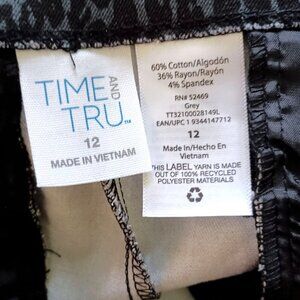 TIME AND TRU™
12
MADE IN VIETNAM
60% Cotton/Algodón
36% Rayon/Rayón
4% Spandex
RN# 52469
Grey
TT32100028149L
EAN/UPC 1 9344147712
12
Made In/Hecho En
Vietnam
THIS LABEL YARN IS MADE
OUT OF 100% RECYCLED
POLYESTER MATERIALS